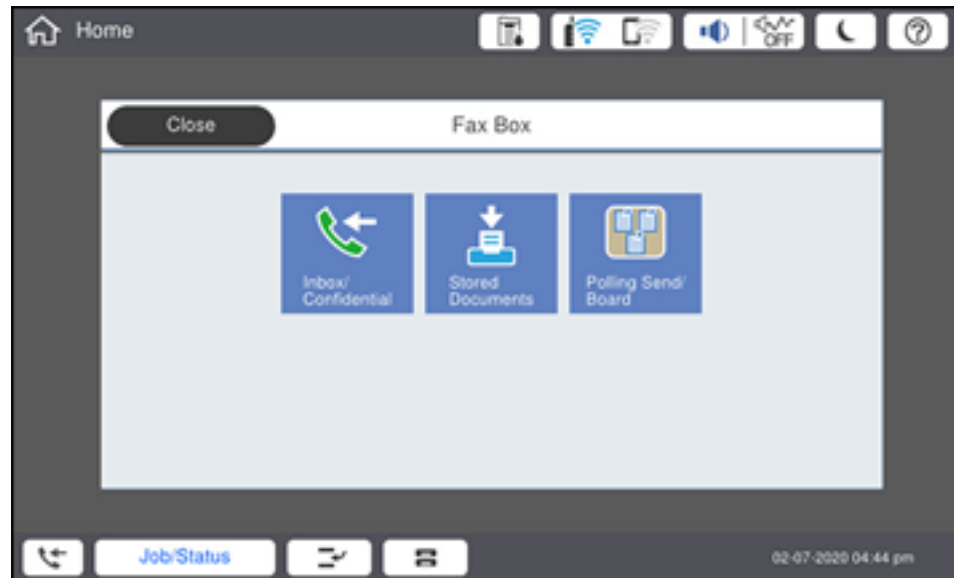 Home
OFF
Close
Fax Box
Inbox/
Confidential
Stored
Documents
Polling Send/
Board
Job/Status
02-07-2020 04:44 pm